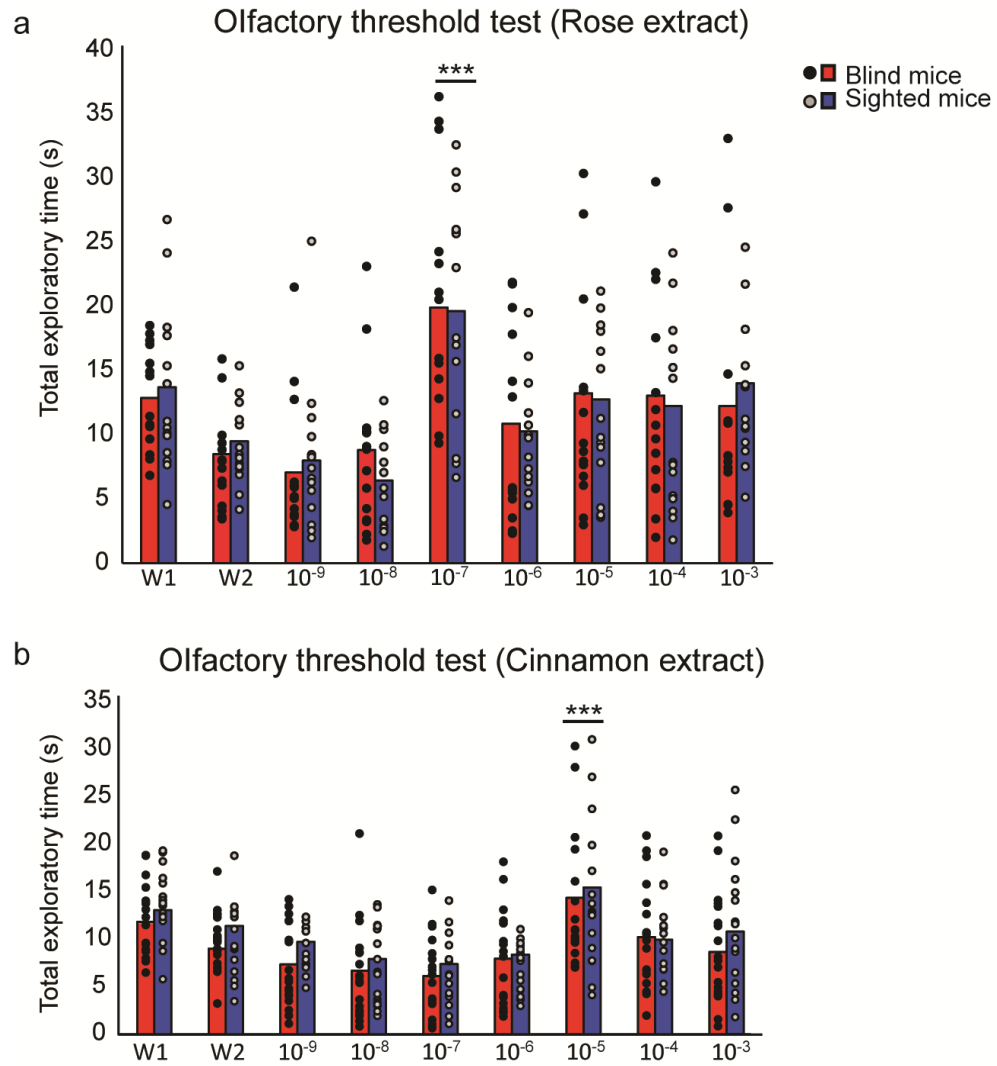 a
Olfactory threshold test (Rose extract)
Total exploratory time (s)
40
35
30
25
20
15
10
5
0
***
Blind mice
Sighted mice
W1 W2 10⁻⁹ 10⁻⁸ 10⁻⁷ 10⁻⁶ 10⁻⁵ 10⁻⁴ 10⁻³
b
Olfactory threshold test (Cinnamon extract)
Total exploratory time (s)
35
30
25
20
15
10
5
0
***
W1 W2 10⁻⁹ 10⁻⁸ 10⁻⁷ 10⁻⁶ 10⁻⁵ 10⁻⁴ 10⁻³